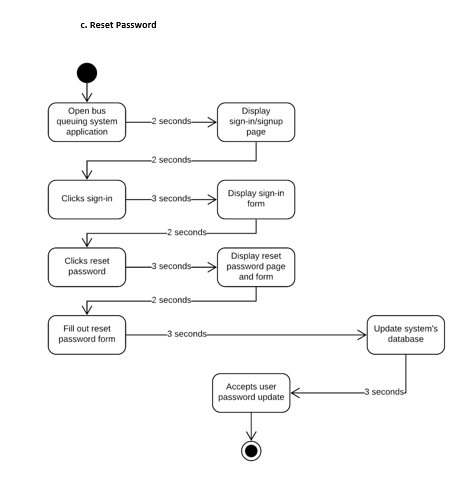 c. Reset Password
Open bus
queuing system
application
2 seconds
Display
sign-in/signup
page
2 seconds
Clicks sign-in
3 seconds
Display sign-in
form
2 seconds
Clicks reset
password
3 seconds
Display reset
password page
and form
2 seconds
Fill out reset
password form
3 seconds
Update system's
database
3 seconds
Accepts user
password update